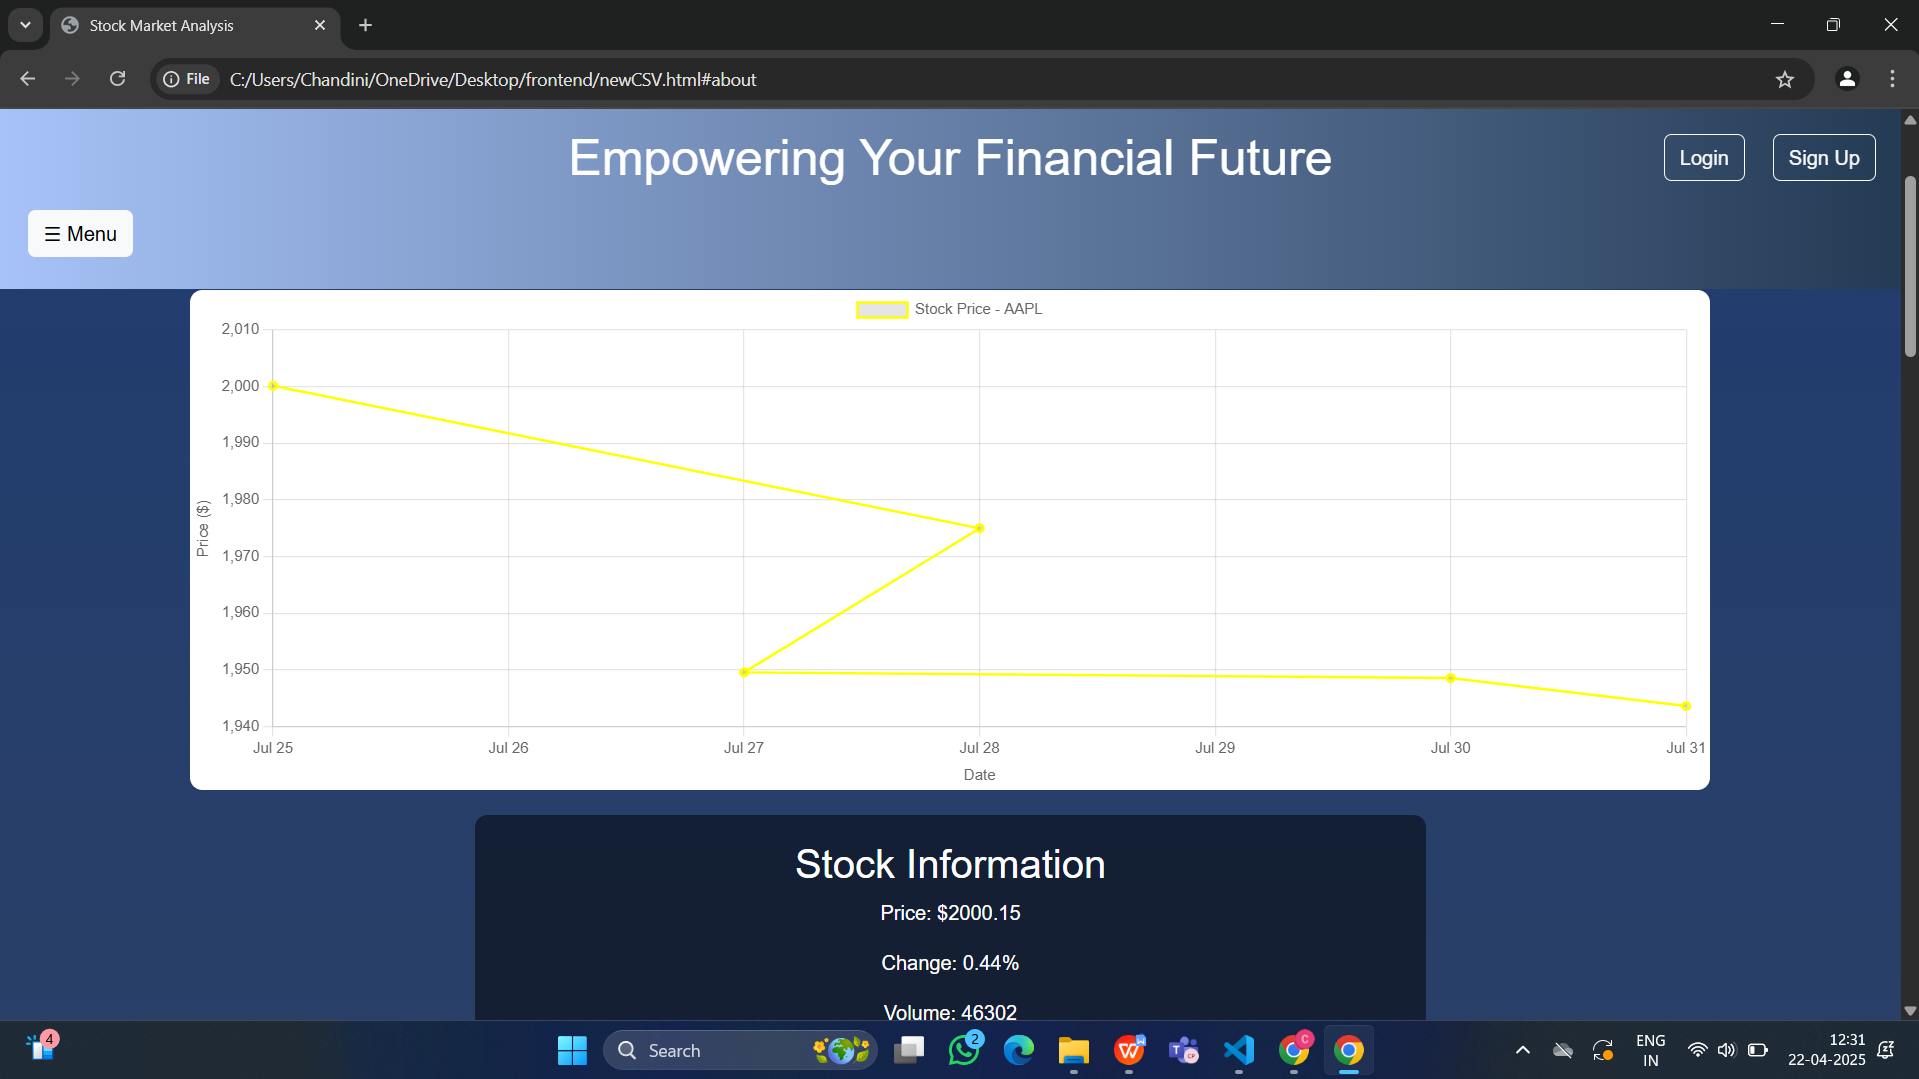 Stock Market Analysis
File C:/Users/Chandini/OneDrive/Desktop/frontend/newCSV.html#about
Empowering Your Financial Future
Login
Sign Up
☰ Menu
Stock Price - AAPL
2,010
2,000
1,990
1,980
1,970
1,960
1,950
1,940
Price ($)
Jul 25 Jul 26 Jul 27 Jul 28 Jul 29 Jul 30 Jul 31
Date
Stock Information
Price: $2000.15
Change: 0.44%
Volume: 46302
4
Search
2
C
ENG
IN
12:31
22-04-2025